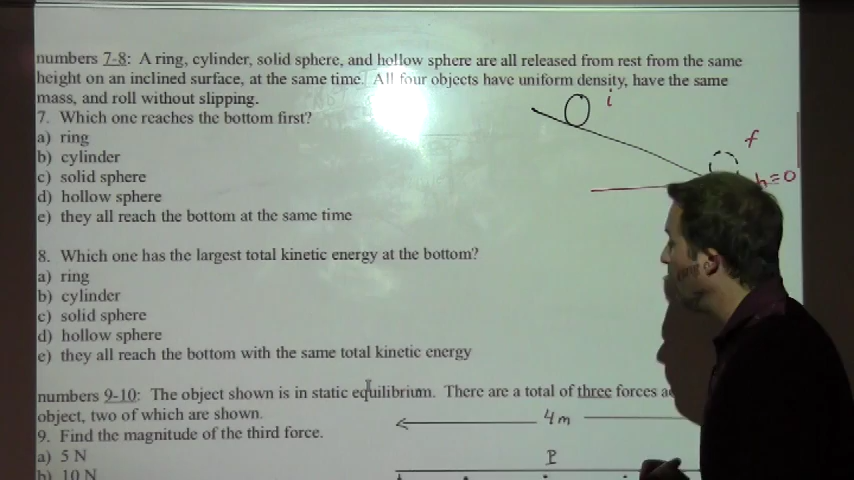 numbers 7-8: A ring, cylinder, solid sphere, and hollow sphere are all released from rest from the same
height on an inclined surface, at the same time. All four objects have uniform density, have the same
mass, and roll without slipping.
7. Which one reaches the bottom first?
a) ring
b) cylinder
c) solid sphere
d) hollow sphere
e) they all reach the bottom at the same time
i
f
h=0
8. Which one has the largest total kinetic energy at the bottom?
a) ring
b) cylinder
c) solid sphere
d) hollow sphere
e) they all reach the bottom with the same total kinetic energy
numbers 9-10: The object shown is in static equilibrium. There are a total of three forces
object, two of which are shown.
9. Find the magnitude of the third force.
4m
a) 5 N
P
b) 10 N